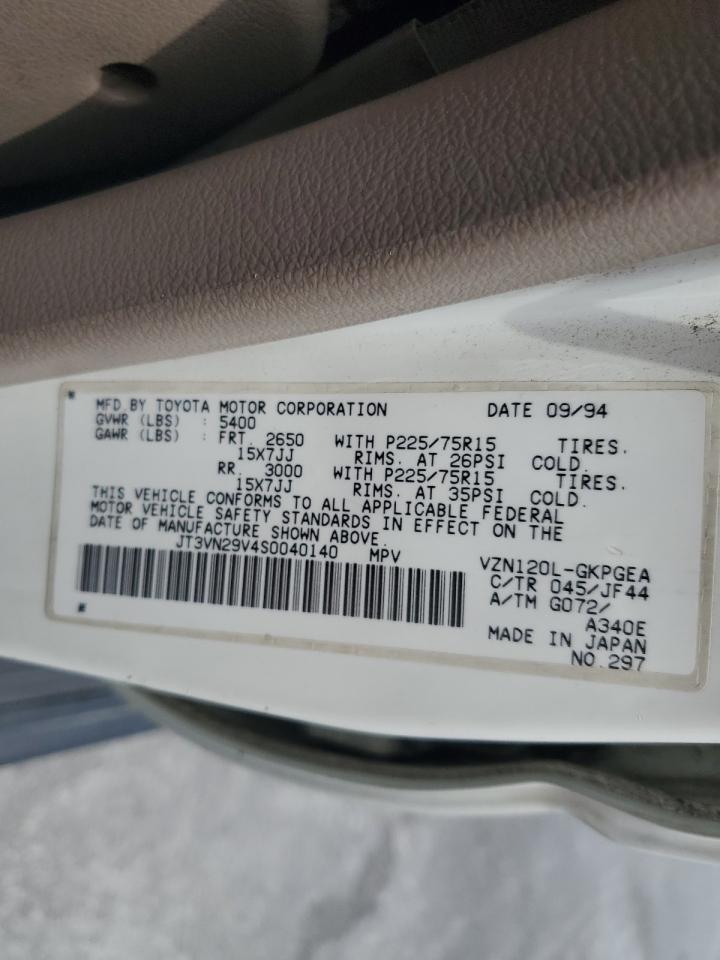 MFD. BY TOYOTA MOTOR CORPORATION DATE 09/94
GVWR (LBS) : 5400
GAWR (LBS) : FRT. 2650 WITH P225/75R15 TIRES.
15X7JJ RIMS. AT 26PSI COLD.
RR. 3000 WITH P225/75R15 TIRES.
15X7JJ RIMS. AT 35PSI COLD.
THIS VEHICLE CONFORMS TO ALL APPLICABLE FEDERAL
MOTOR VEHICLE SAFETY STANDARDS IN EFFECT ON THE
DATE OF MANUFACTURE SHOWN ABOVE.
JT3VN29V4S0040140 MPV
VZN120L-GKPGEA
C/TR 045/JF44
A/TM G072/
A340E
MADE IN JAPAN
NO.297